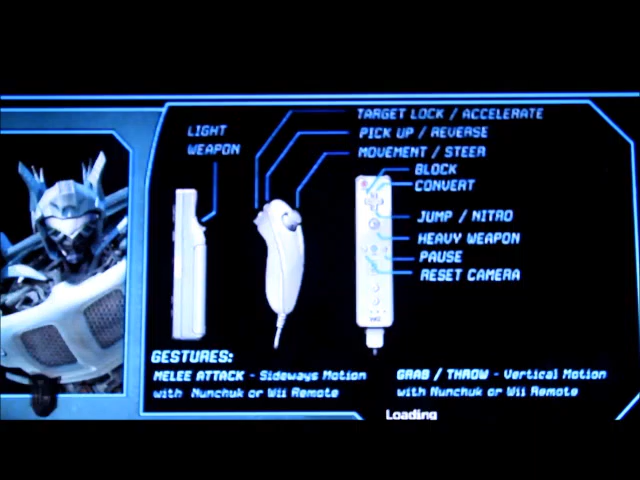 TARGET LOCK / ACCELERATE
LIGHT
WEAPON
PICK UP / REVERSE
MOVEMENT / STEER
BLOCK
CONVERT
JUMP / NITRO
HEAVY WEAPON
PAUSE
RESET CAMERA
Wii
GESTURES:
MELEE ATTACK - Sideways Motion
with Nunchuk or Wii Remote
GRAB / THROW - Vertical Motion
with Nunchuk or Wii Remote
Loading